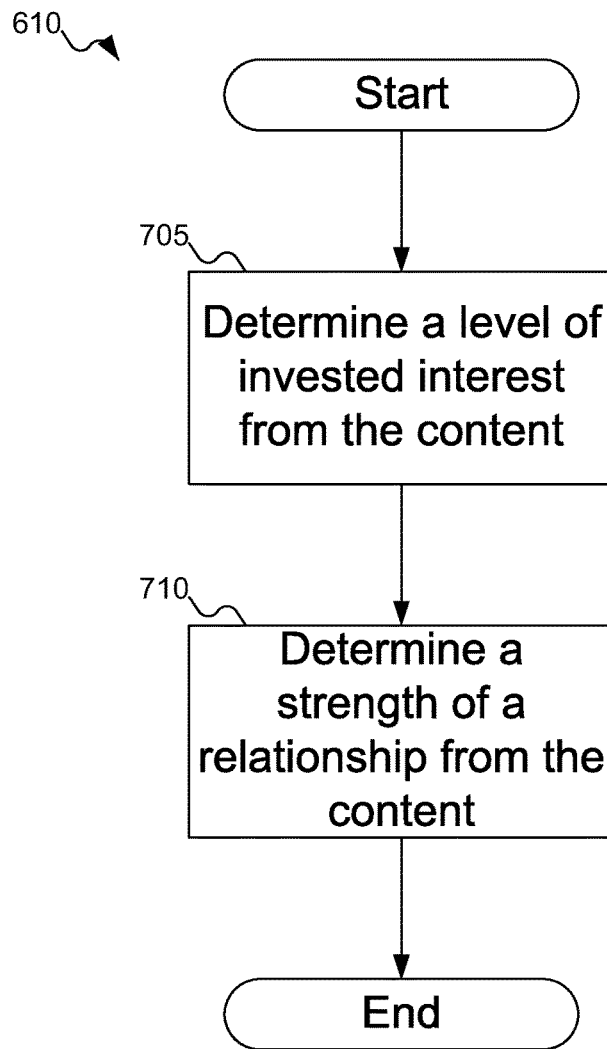 610
Start
705
Determine a level of
invested interest
from the content
710
Determine a
strength of a
relationship from the
content
End